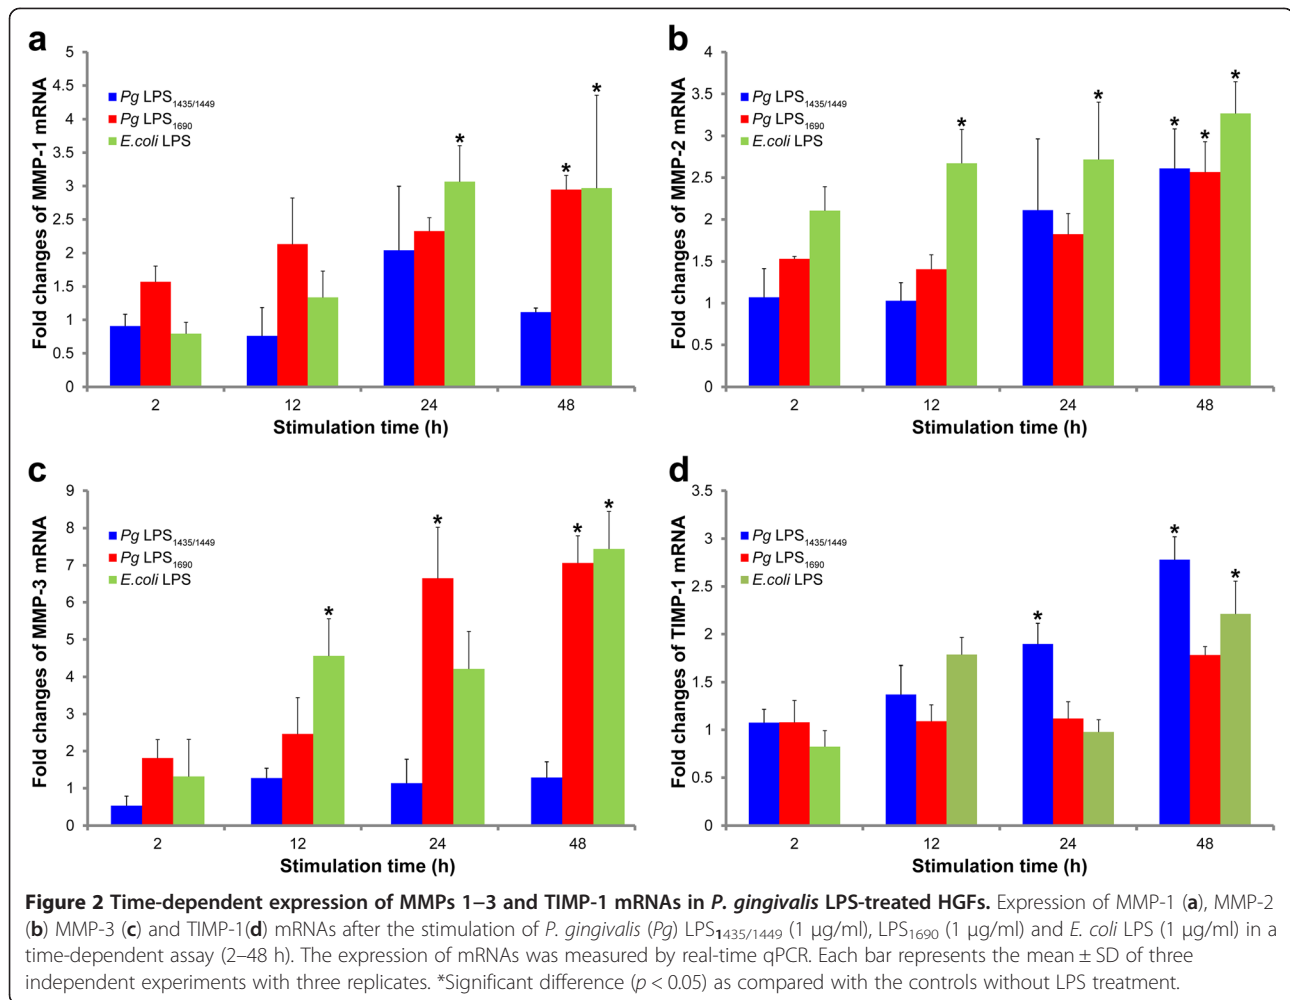 a
Fold changes of MMP-1 mRNA
5
4.5
4
3.5
3
2.5
2
1.5
1
0.5
0
Pg LPS1435/1449
Pg LPS1690
E.coli LPS
*
*
*
2 12 24 48
Stimulation time (h)
b
Fold changes of MMP-2 mRNA
4
3.5
3
2.5
2
1.5
1
0.5
0
Pg LPS1435/1449
Pg LPS1690
E.coli LPS
*
*
*
*
*
2 12 24 48
Stimulation time (h)
c
Fold changes of MMP-3 mRNA
9
8
7
6
5
4
3
2
1
0
Pg LPS1435/1449
Pg LPS1690
E.coli LPS
*
*
*
*
2 12 24 48
Stimulation time (h)
d
Fold changes of TIMP-1 mRNA
3.5
3
2.5
2
1.5
1
0.5
0
Pg LPS1435/1449
Pg LPS1690
E.coli LPS
*
*
*
2 12 24 48
Stimulation time (h)
Figure 2 Time-dependent expression of MMPs 1–3 and TIMP-1 mRNAs in P. gingivalis LPS-treated HGFs. Expression of MMP-1 (a), MMP-2
(b) MMP-3 (c) and TIMP-1(d) mRNAs after the stimulation of P. gingivalis (Pg) LPS1435/1449 (1 μg/ml), LPS1690 (1 μg/ml) and E. coli LPS (1 μg/ml) in a
time-dependent assay (2–48 h). The expression of mRNAs was measured by real-time qPCR. Each bar represents the mean ± SD of three
independent experiments with three replicates. *Significant difference (p < 0.05) as compared with the controls without LPS treatment.